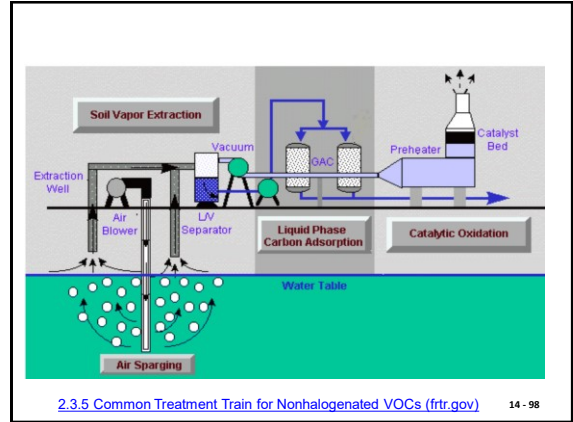 Soil Vapor Extraction
Vacuum
Extraction
Well
Air
Blower
L/V
Separator
GAC
Preheater
Catalyst
Bed
Liquid Phase
Carbon Adsorption
Catalytic Oxidation
Water Table
Air Sparging
2.3.5 Common Treatment Train for Nonhalogenated VOCs (frtr.gov)
14 - 98